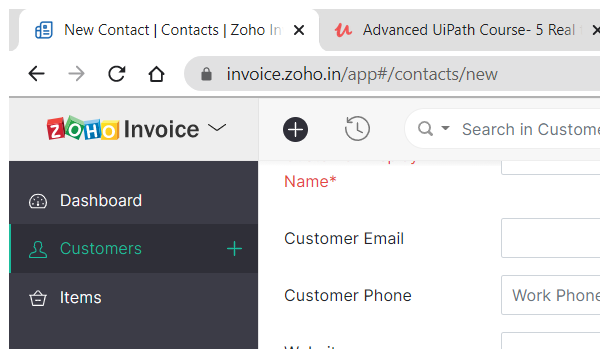 New Contact | Contacts | Zoho In
Advanced UiPath Course- 5 Real
invoice.zoho.in/app#/contacts/new
ZOHO Invoice
Search in Custome
Name*
Dashboard
Customer Email
Customers
Customer Phone
Work Phone
Items